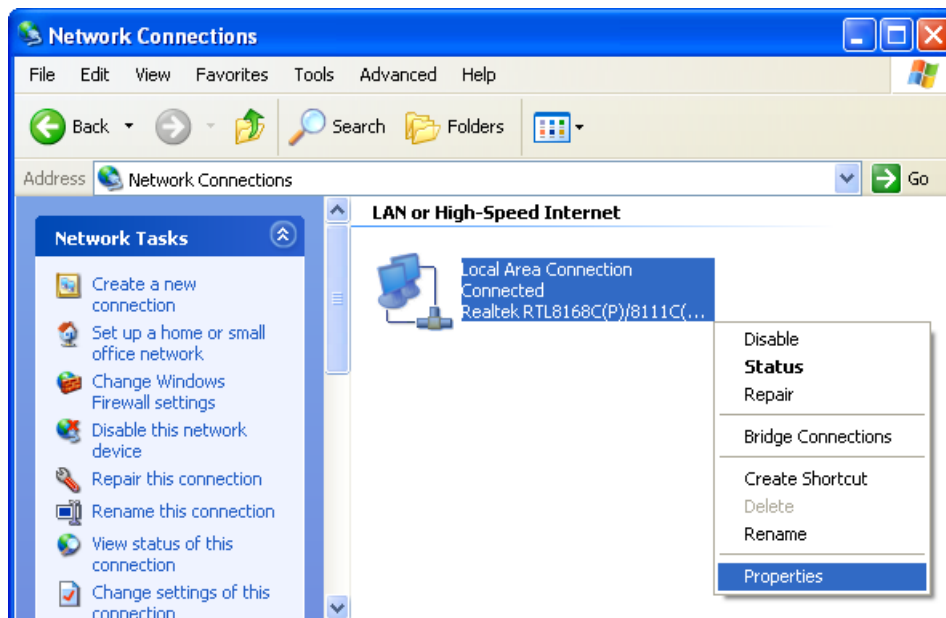 Network Connections
File Edit View Favorites Tools Advanced Help
Back Search Folders
Address Network Connections Go
Network Tasks
Create a new
connection
Set up a home or small
office network
Change Windows
Firewall settings
Disable this network
device
Repair this connection
Rename this connection
View status of this
connection
Change settings of this
connection
LAN or High-Speed Internet
Local Area Connection
Connected
Realtek RTL8168C(P)/8111C(...
Disable
Status
Repair
Bridge Connections
Create Shortcut
Delete
Rename
Properties